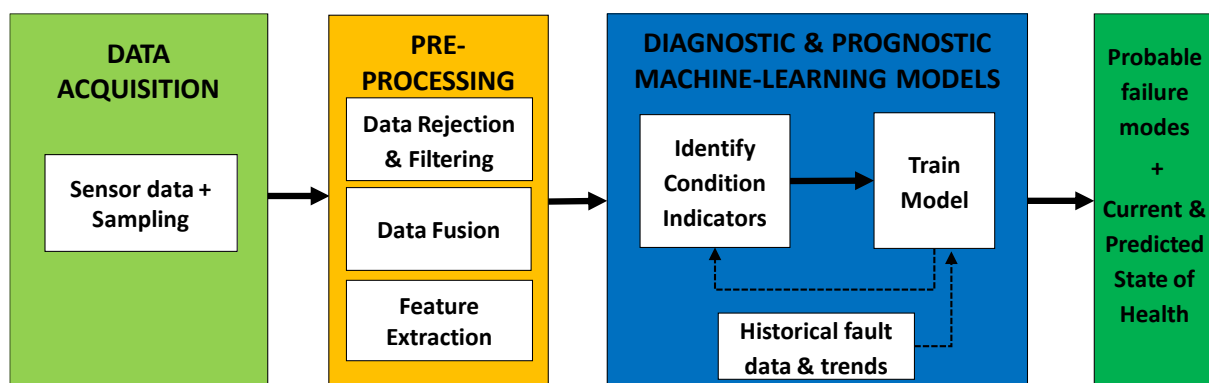 DATA
ACQUISITION
Sensor data +
Sampling
PRE-
PROCESSING
Data Rejection
& Filtering
Data Fusion
Feature
Extraction
DIAGNOSTIC & PROGNOSTIC
MACHINE-LEARNING MODELS
Identify
Condition
Indicators
Train
Model
Historical fault
data & trends
Probable
failure
modes
+
Current &
Predicted
State of
Health